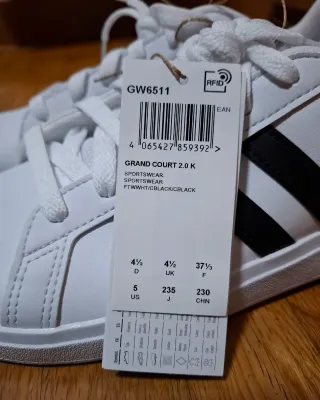 RFID
GW6511
EAN
4 065427 859392 >
GRAND COURT 2.0 K
SPORTSWEAR:
SPORTSWEAR:
FTWWHT/CBLACK/CBLACK
4½ 4½ 37⅓
D UK F
5 235 230
US J CHN